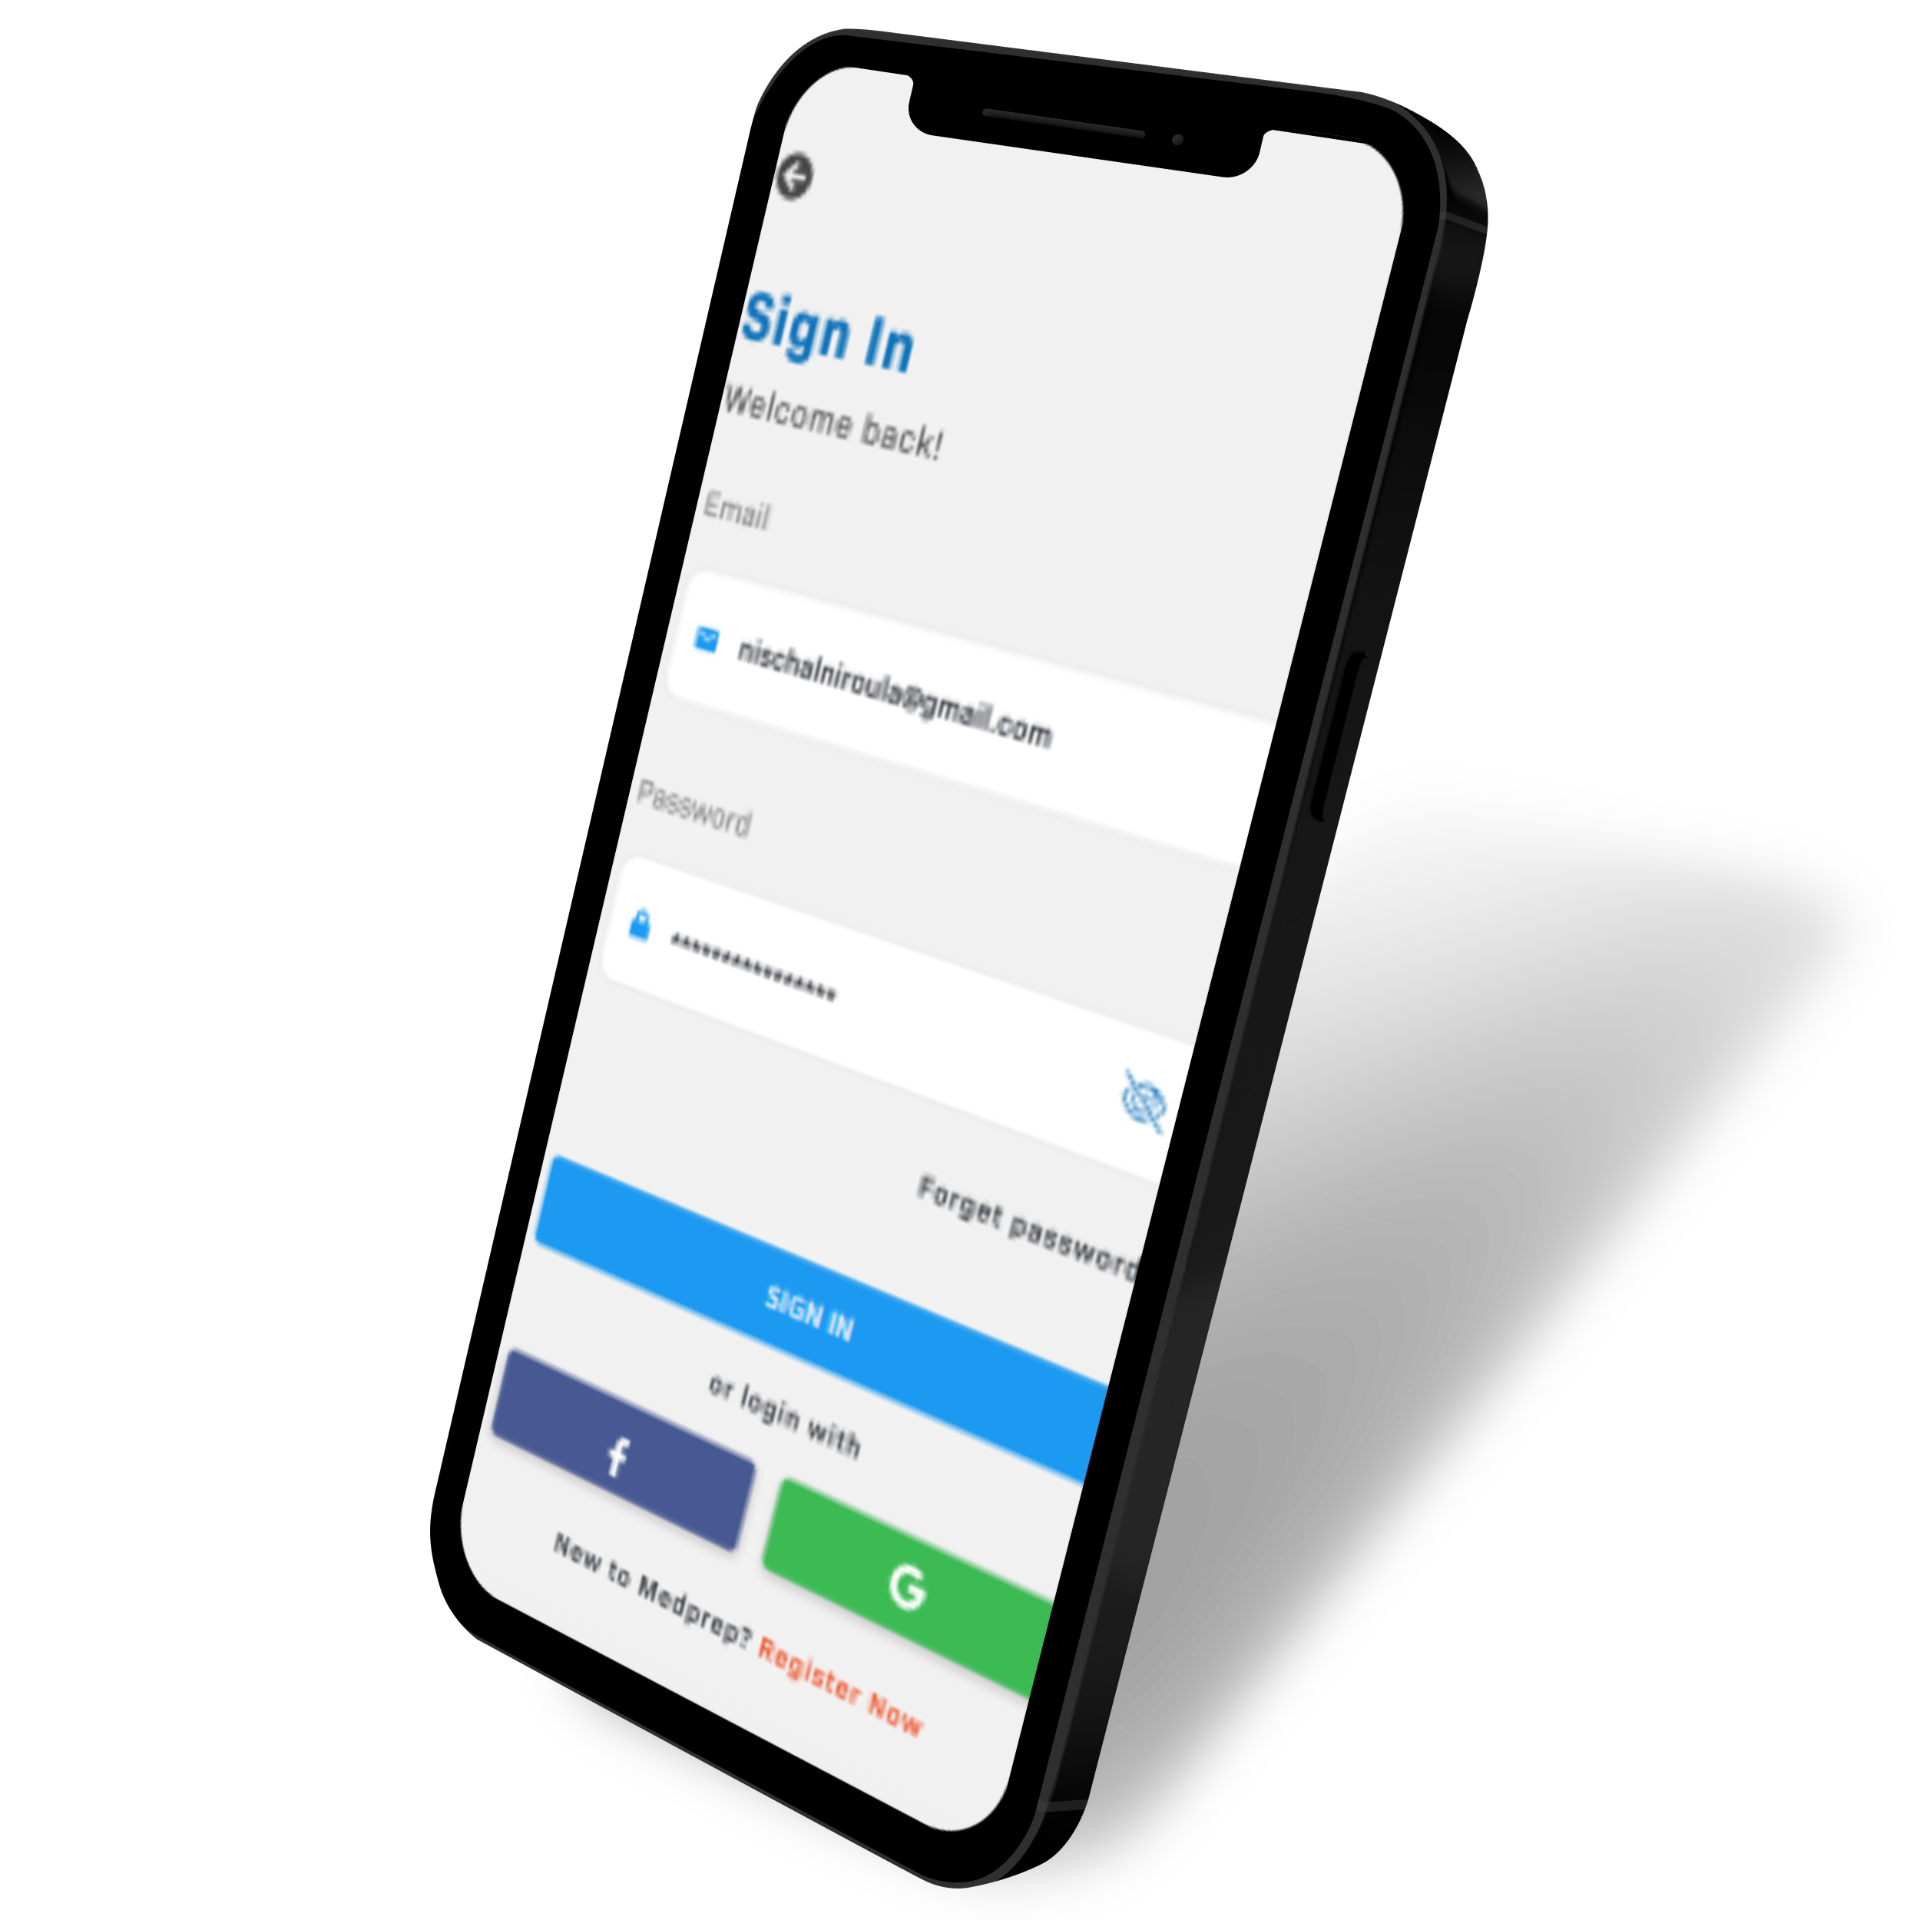 Sign In
Welcome back!
Email
nischalniroula@gmail.com
Password
****************
Forget password
SIGN IN
or login with
f
G
New to Medprep? Register Now